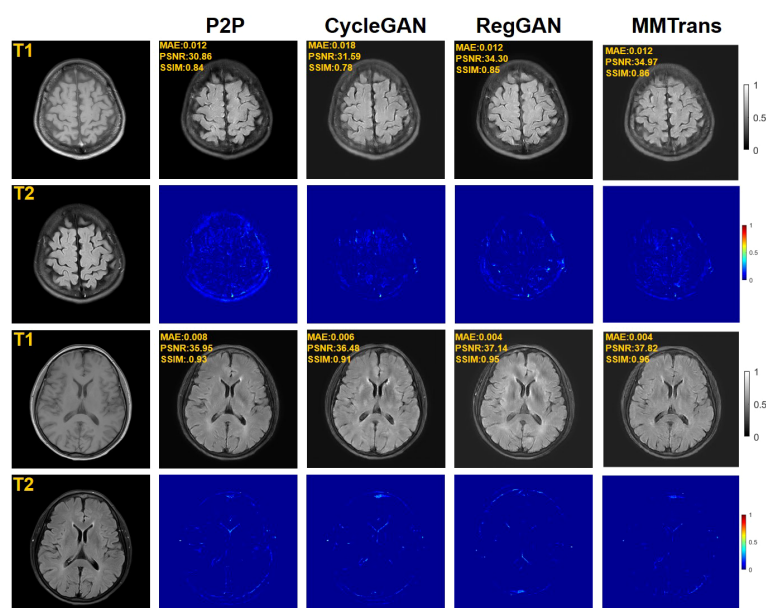 P2P CycleGAN RegGAN MMTrans
T1
MAE:0.012
PSNR:30.86
SSIM:0.84
MAE:0.018
PSNR:31.59
SSIM:0.78
MAE:0.012
PSNR:34.30
SSIM:0.85
MAE:0.012
PSNR:34.97
SSIM:0.86
1
0.5
0
T2
1
0.5
0
T1
MAE:0.008
PSNR:35.95
SSIM:.0.93
MAE:0.006
PSNR:36.48
SSIM:0.91
MAE:0.004
PSNR:37.14
SSIM:0.95
MAE:0.004
PSNR:37.82
SSIM:0.96
1
0.5
0
T2
1
0.5
0